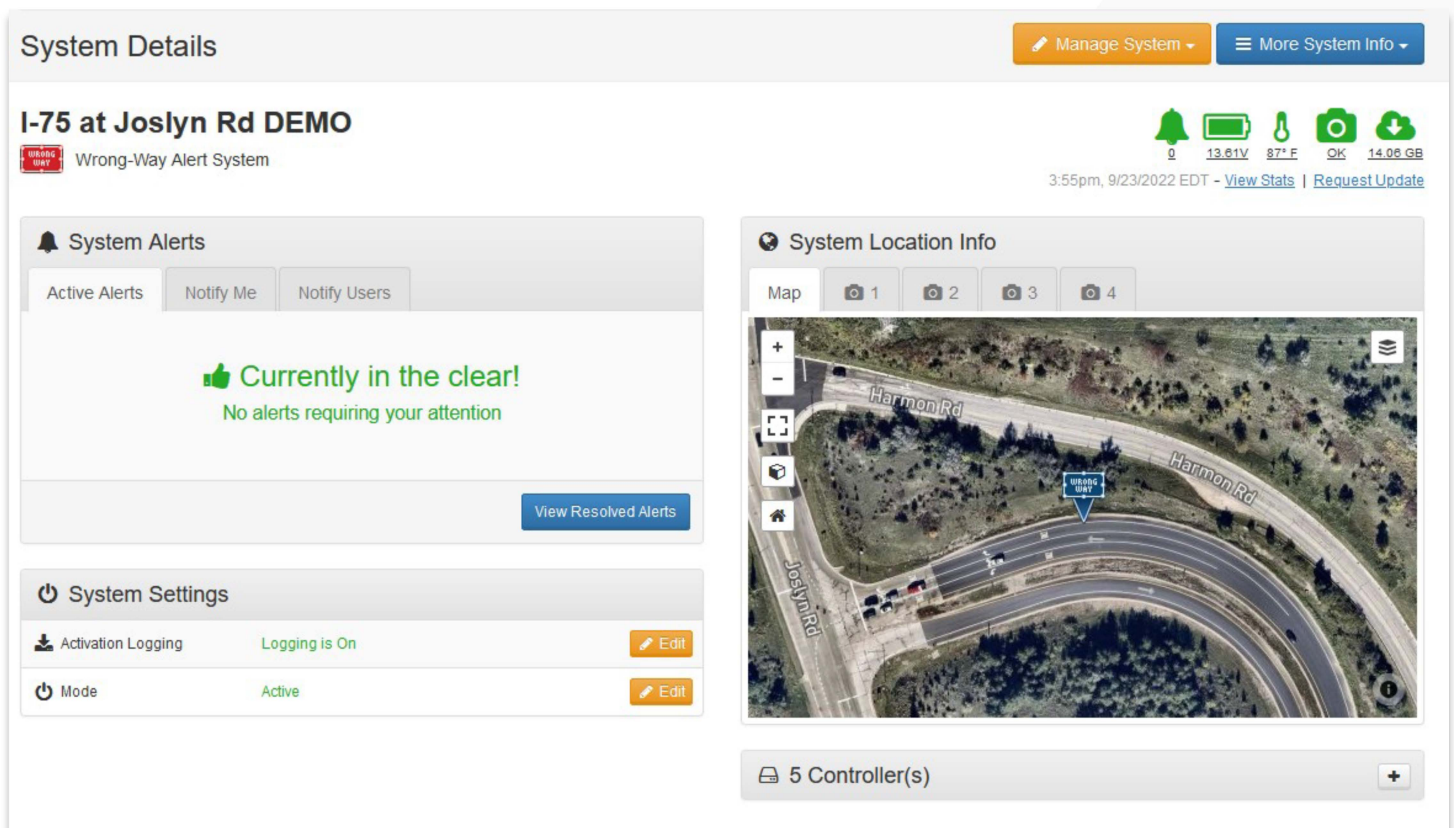 System Details
Manage System
More System Info
I-75 at Joslyn Rd DEMO
WRONG WAY
Wrong-Way Alert System
0 13.61V 87° F OK 14.06 GB
3:55pm, 9/23/2022 EDT - View Stats | Request Update
System Alerts
Active Alerts Notify Me Notify Users
Currently in the clear!
No alerts requiring your attention
View Resolved Alerts
System Settings
Activation Logging Logging is On Edit
Mode Active Edit
System Location Info
Map 1 2 3 4
+
−
Harmon Rd
Harmon Rd
WRONG WAY
Joslyn Rd
5 Controller(s) +